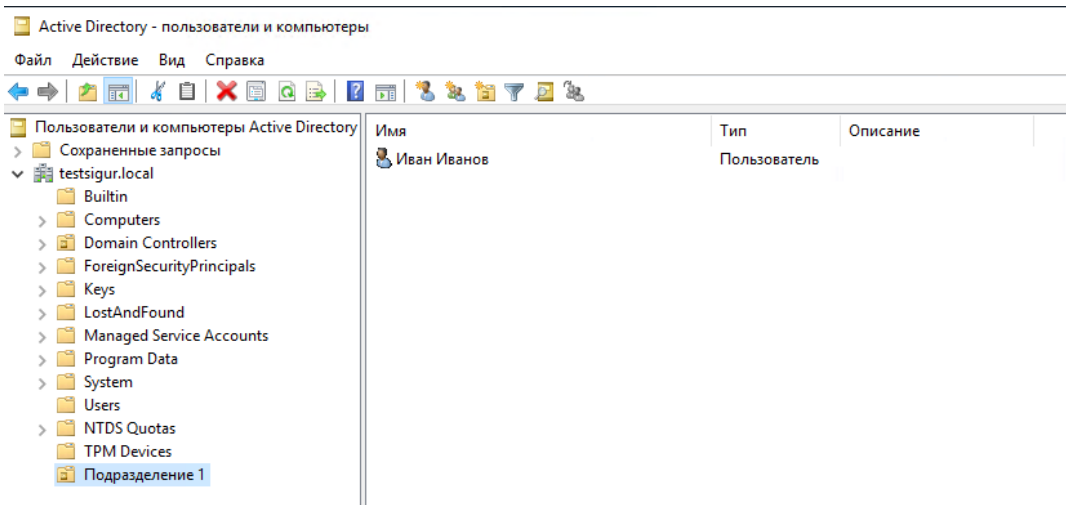 Active Directory - пользователи и компьютеры
Файл Действие Вид Справка
Пользователи и компьютеры Active Directory
Сохраненные запросы
testsigur.local
Builtin
Computers
Domain Controllers
ForeignSecurityPrincipals
Keys
LostAndFound
Managed Service Accounts
Program Data
System
Users
NTDS Quotas
TPM Devices
Подразделение 1
Имя Тип Описание
Иван Иванов Пользователь